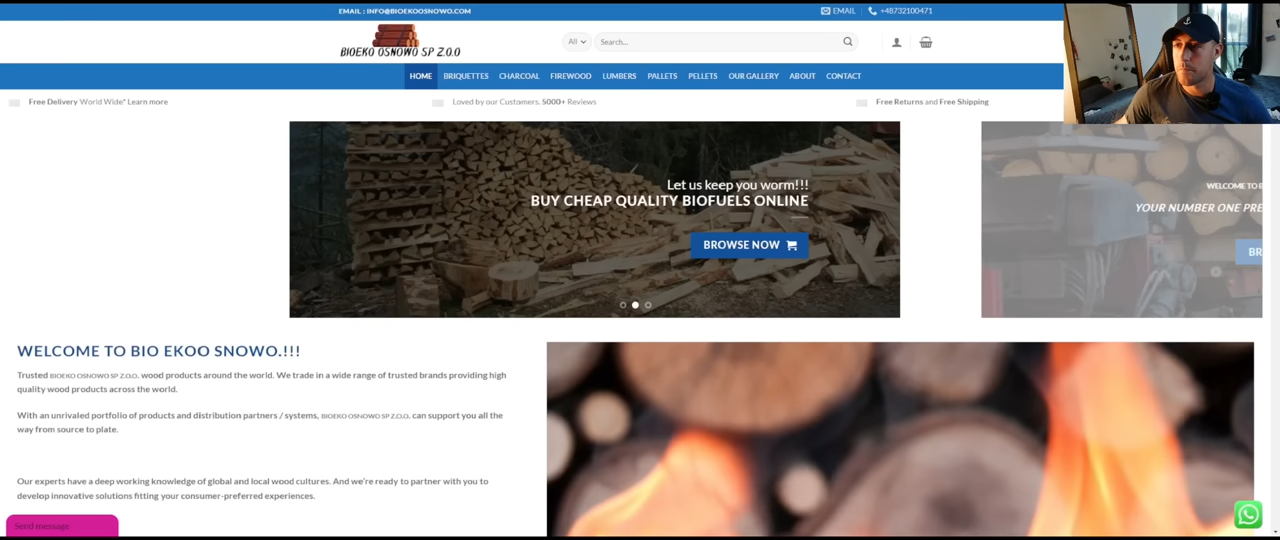 EMAIL : INFO@BIOEKOOSNOWO.COM
EMAIL
+48732100471
BIOEKO OSNOWO SP Z.O.O
All
Search...
HOME
BRIQUETTES
CHARCOAL
FIREWOOD
LUMBERS
PALLETS
PELLETS
OUR GALLERY
ABOUT
CONTACT
Free Delivery World Wide* Learn more
Loved by our Customers. 5000+ Reviews
Free Returns and Free Shipping
Let us keep you worm!!!
BUY CHEAP QUALITY BIOFUELS ONLINE
BROWSE NOW
WELCOME TO B
YOUR NUMBER ONE PRE
BR
WELCOME TO BIO EKOO SNOWO.!!!
Trusted BIOEKO OSNOWO SP Z.O.O. wood products around the world. We trade in a wide range of trusted brands providing high
quality wood products across the world.
With an unrivaled portfolio of products and distribution partners / systems, BIOEKO OSNOWO SP Z.O.O. can support you all the
way from source to plate.
Our experts have a deep working knowledge of global and local wood cultures. And we're ready to partner with you to
develop innovative solutions fitting your consumer-preferred experiences.
Send message